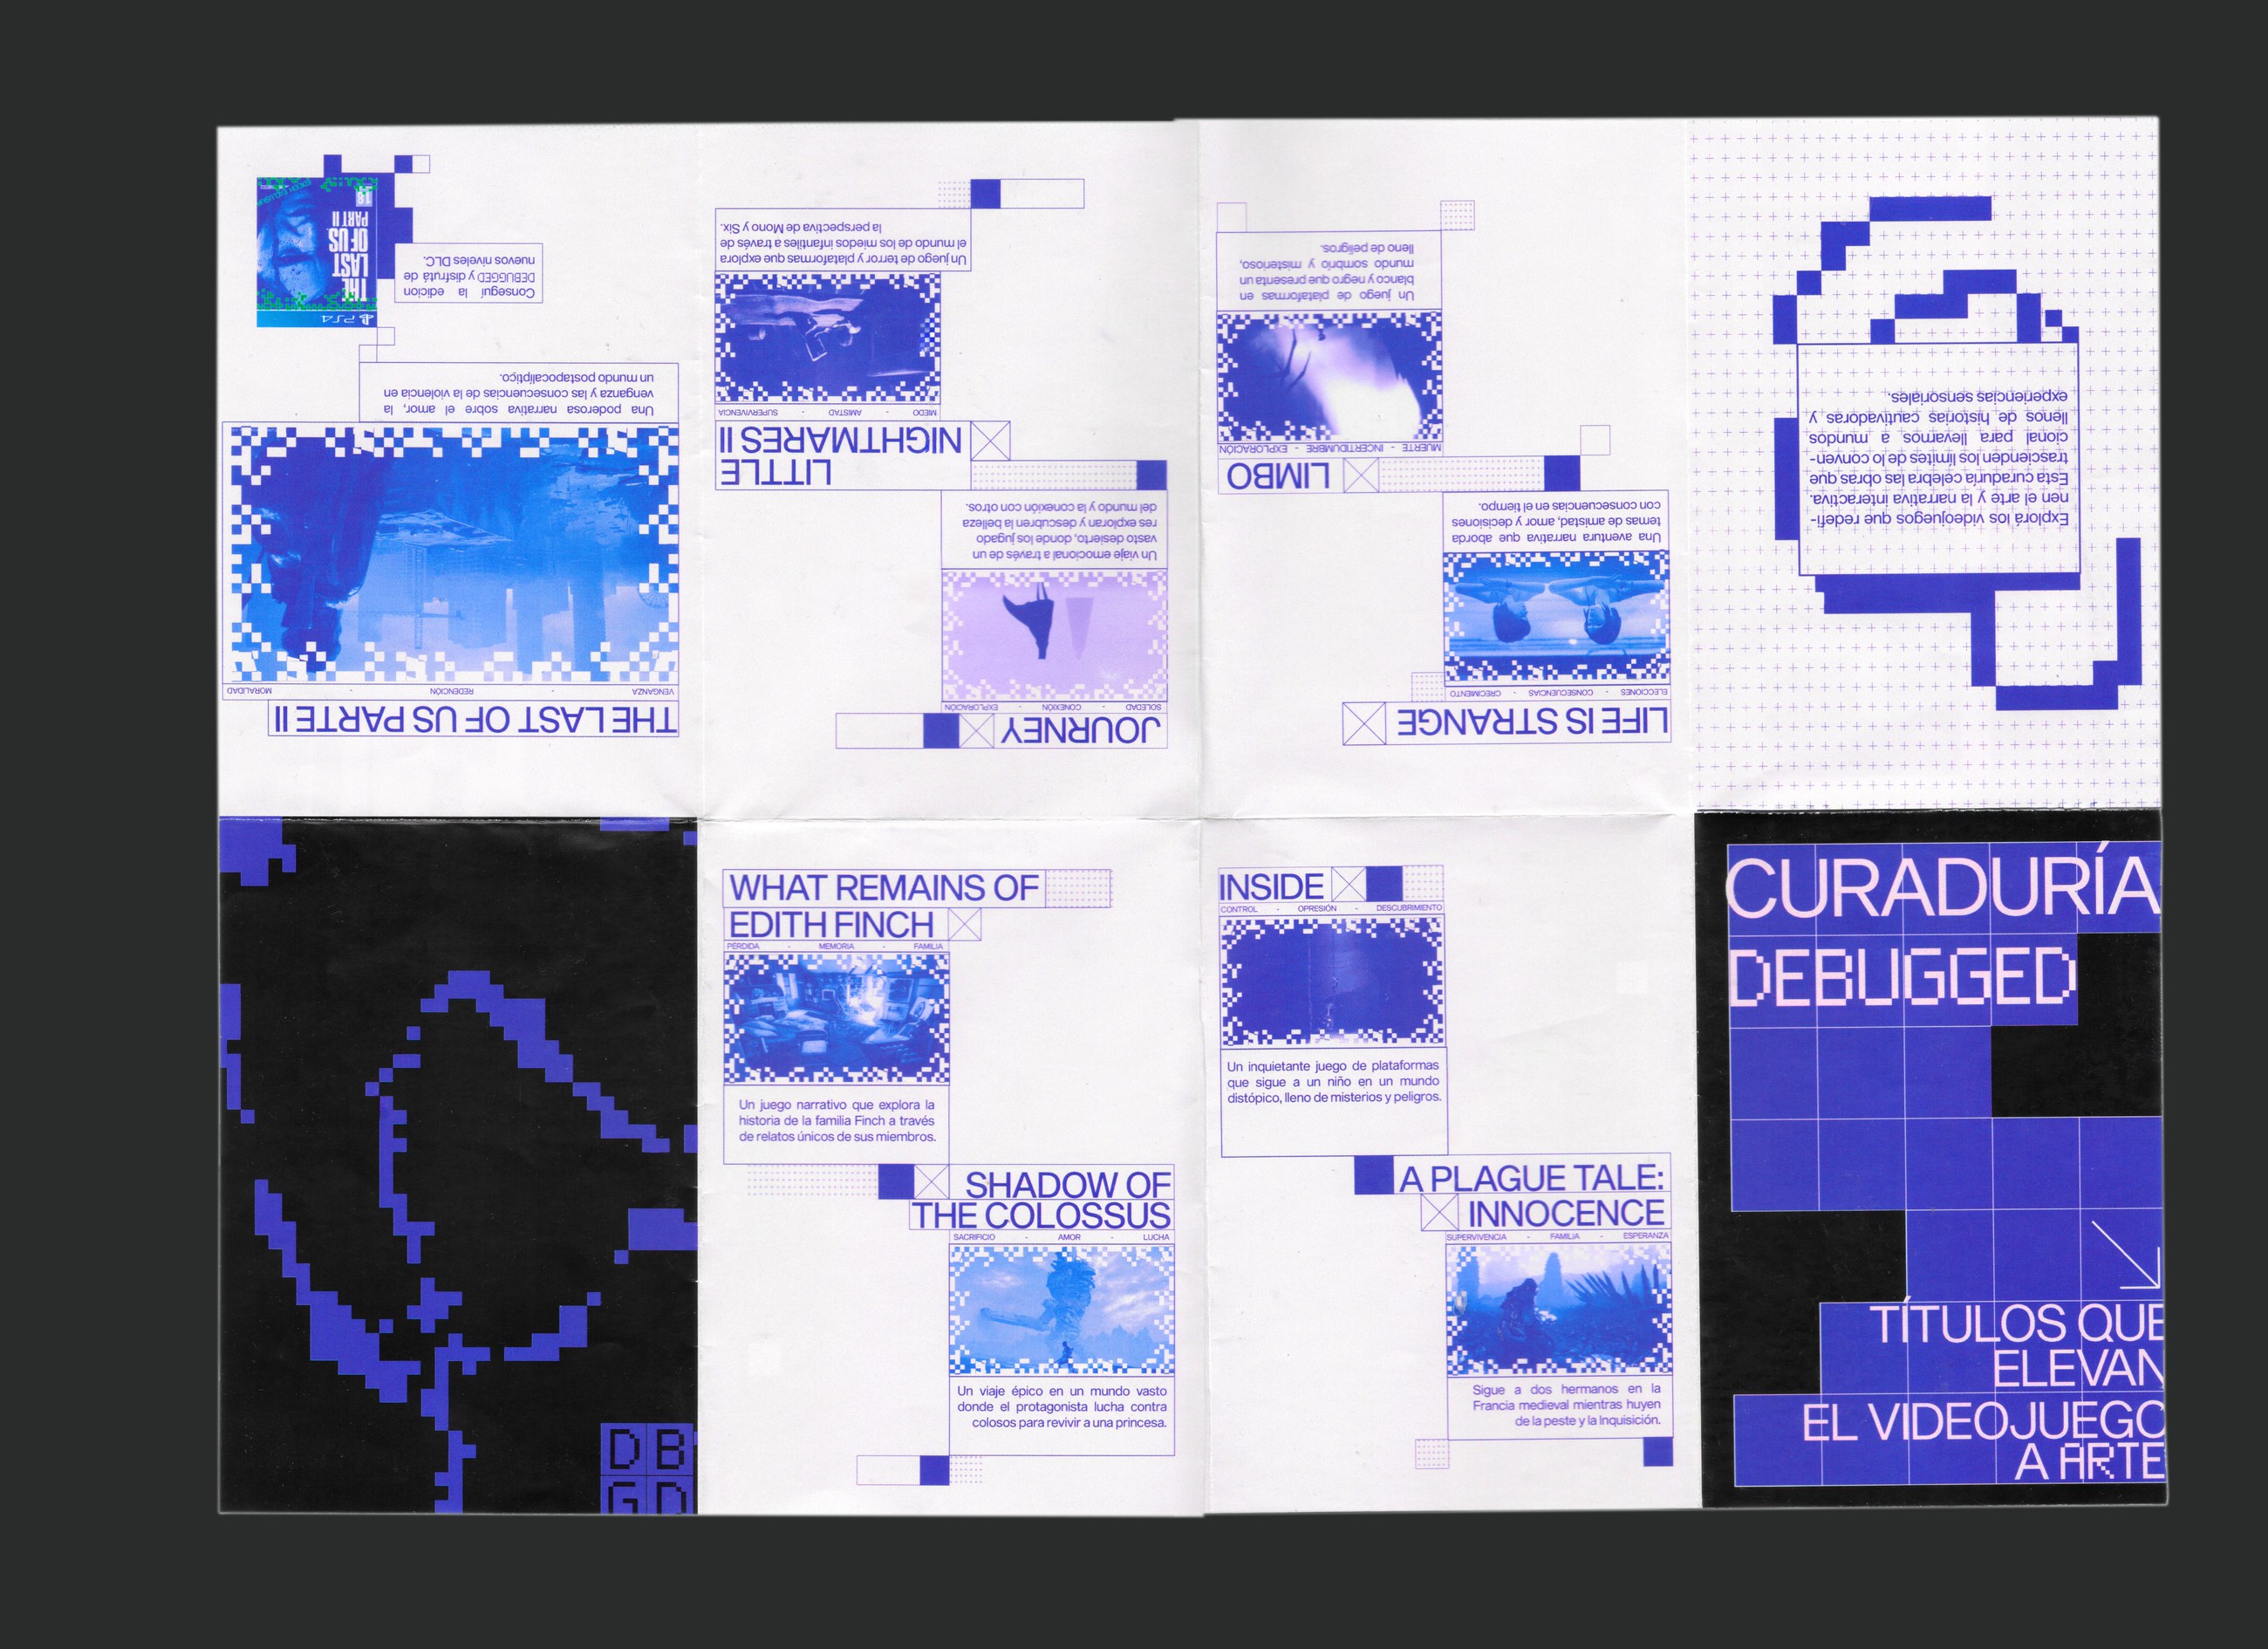 Explorá los videojuegos que redefi-
nen el arte y la narrativa interactiva.
Esta curaduría celebra las obras que
trascienden los límites de lo conven-
cional para llevarnos a mundos
llenos de historias cautivadoras y
experiencias sensoriales.
LIFE IS STRANGE
ELECCIONES - CONSECUENCIAS - CRECIMIENTO
Una aventura narrativa que aborda
temas de amistad, amor y decisiones
con consecuencias en el tiempo.
LIMBO
MUERTE - INCERTIDUMBRE - EXPLORACIÓN
Un juego de plataformas en
blanco y negro que presenta un
mundo sombrío y misterioso,
lleno de peligros.
JOURNEY
SOLEDAD - CONEXIÓN - EXPLORACIÓN
Un viaje emocional a través de un
vasto desierto, donde los jugado
res exploran y descubren la belleza
del mundo y la conexión con otros.
LITTLE
NIGHTMARES II
MIEDO - AMISTAD - SUPERVIVENCIA
Un juego de terror y plataformas que explora
el mundo de los miedos infantiles a través de
la perspectiva de Mono y Six.
THE LAST OF US PARTE II
VENGANZA - REDENCIÓN - MORALIDAD
Una poderosa narrativa sobre el amor, la
venganza y las consecuencias de la violencia en
un mundo postapocalíptico.
Conseguí la edicion
DEBUGGED y disfrutá de
nuevos niveles DLC.
PS4
THE
LAST
OF US
PART II
18
DB
GD
WHAT REMAINS OF
EDITH FINCH
PÉRDIDA - MEMORIA - FAMILIA
Un juego narrativo que explora la
historia de la familia Finch a través
de relatos únicos de sus miembros.
SHADOW OF
THE COLOSSUS
SACRIFICIO - AMOR - LUCHA
Un viaje épico en un mundo vasto
donde el protagonista lucha contra
colosos para revivir a una princesa.
INSIDE
CONTROL - OPRESIÓN - DESCUBRIMIENTO
Un inquietante juego de plataformas
que sigue a un niño en un mundo
distópico, lleno de misterios y peligros.
A PLAGUE TALE:
INNOCENCE
SUPERVIVENCIA - FAMILIA - ESPERANZA
Sigue a dos hermanos en la
Francia medieval mientras huyen
de la peste y la Inquisición.
CURADURÍA
DEBUGGED
TÍTULOS QUE
ELEVAN
EL VIDEOJUEGO
A ARTE